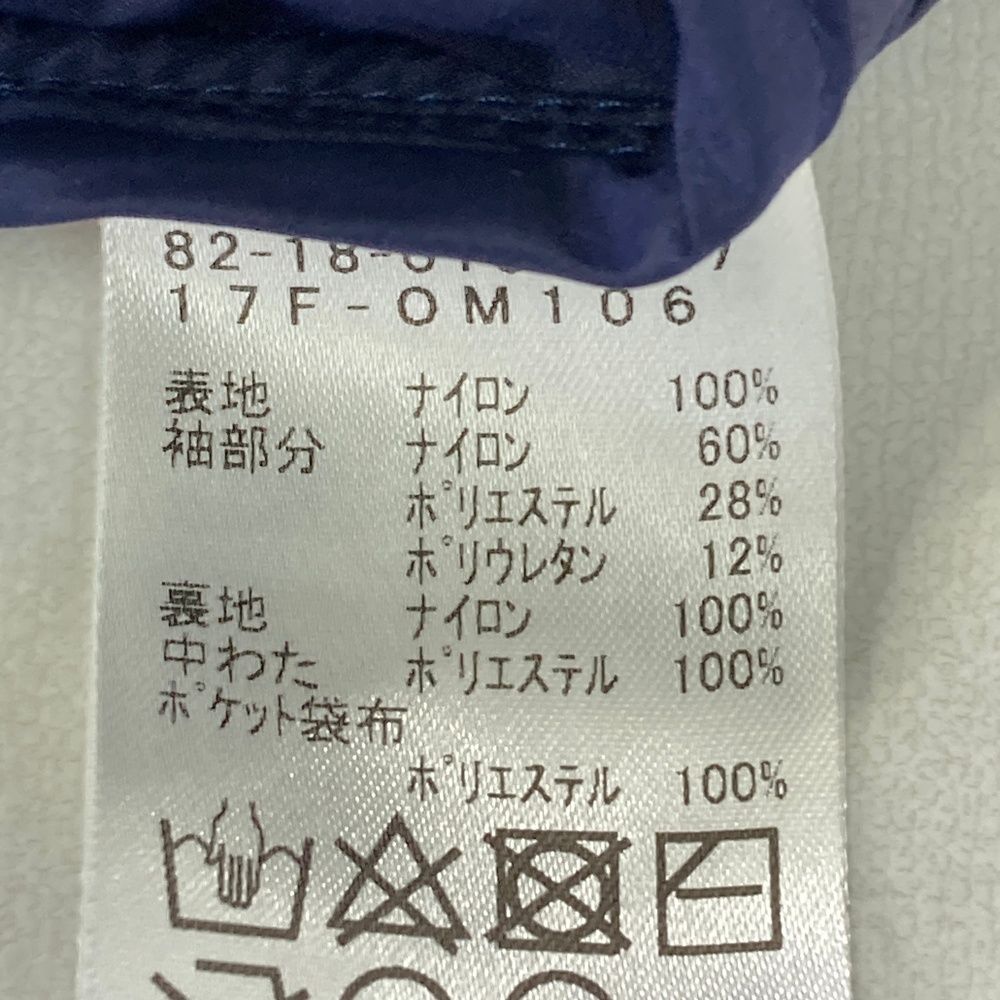 82-18-
17F-OM106
表地 ナイロン 100%
袖部分 ナイロン 60%
ポリエステル 28%
ポリウレタン 12%
裏地 ナイロン 100%
中わた ポリエステル 100%
ポケット袋布
ポリエステル 100%